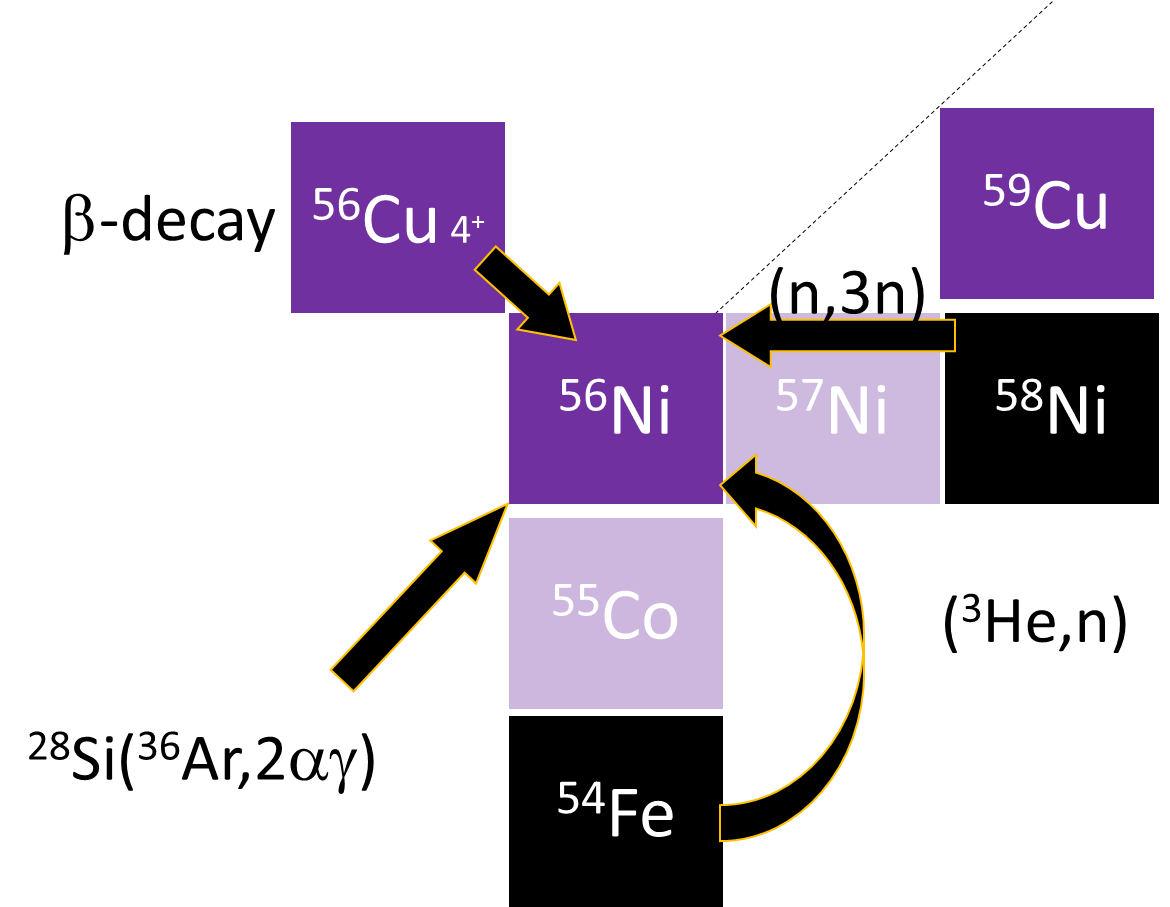 ⁵⁹Cu
β-decay
⁵⁶Cu 4⁺
(n,3n)
⁵⁶Ni
⁵⁷Ni
⁵⁸Ni
⁵⁵Co
(³He,n)
²⁸Si(³⁶Ar,2αγ)
⁵⁴Fe